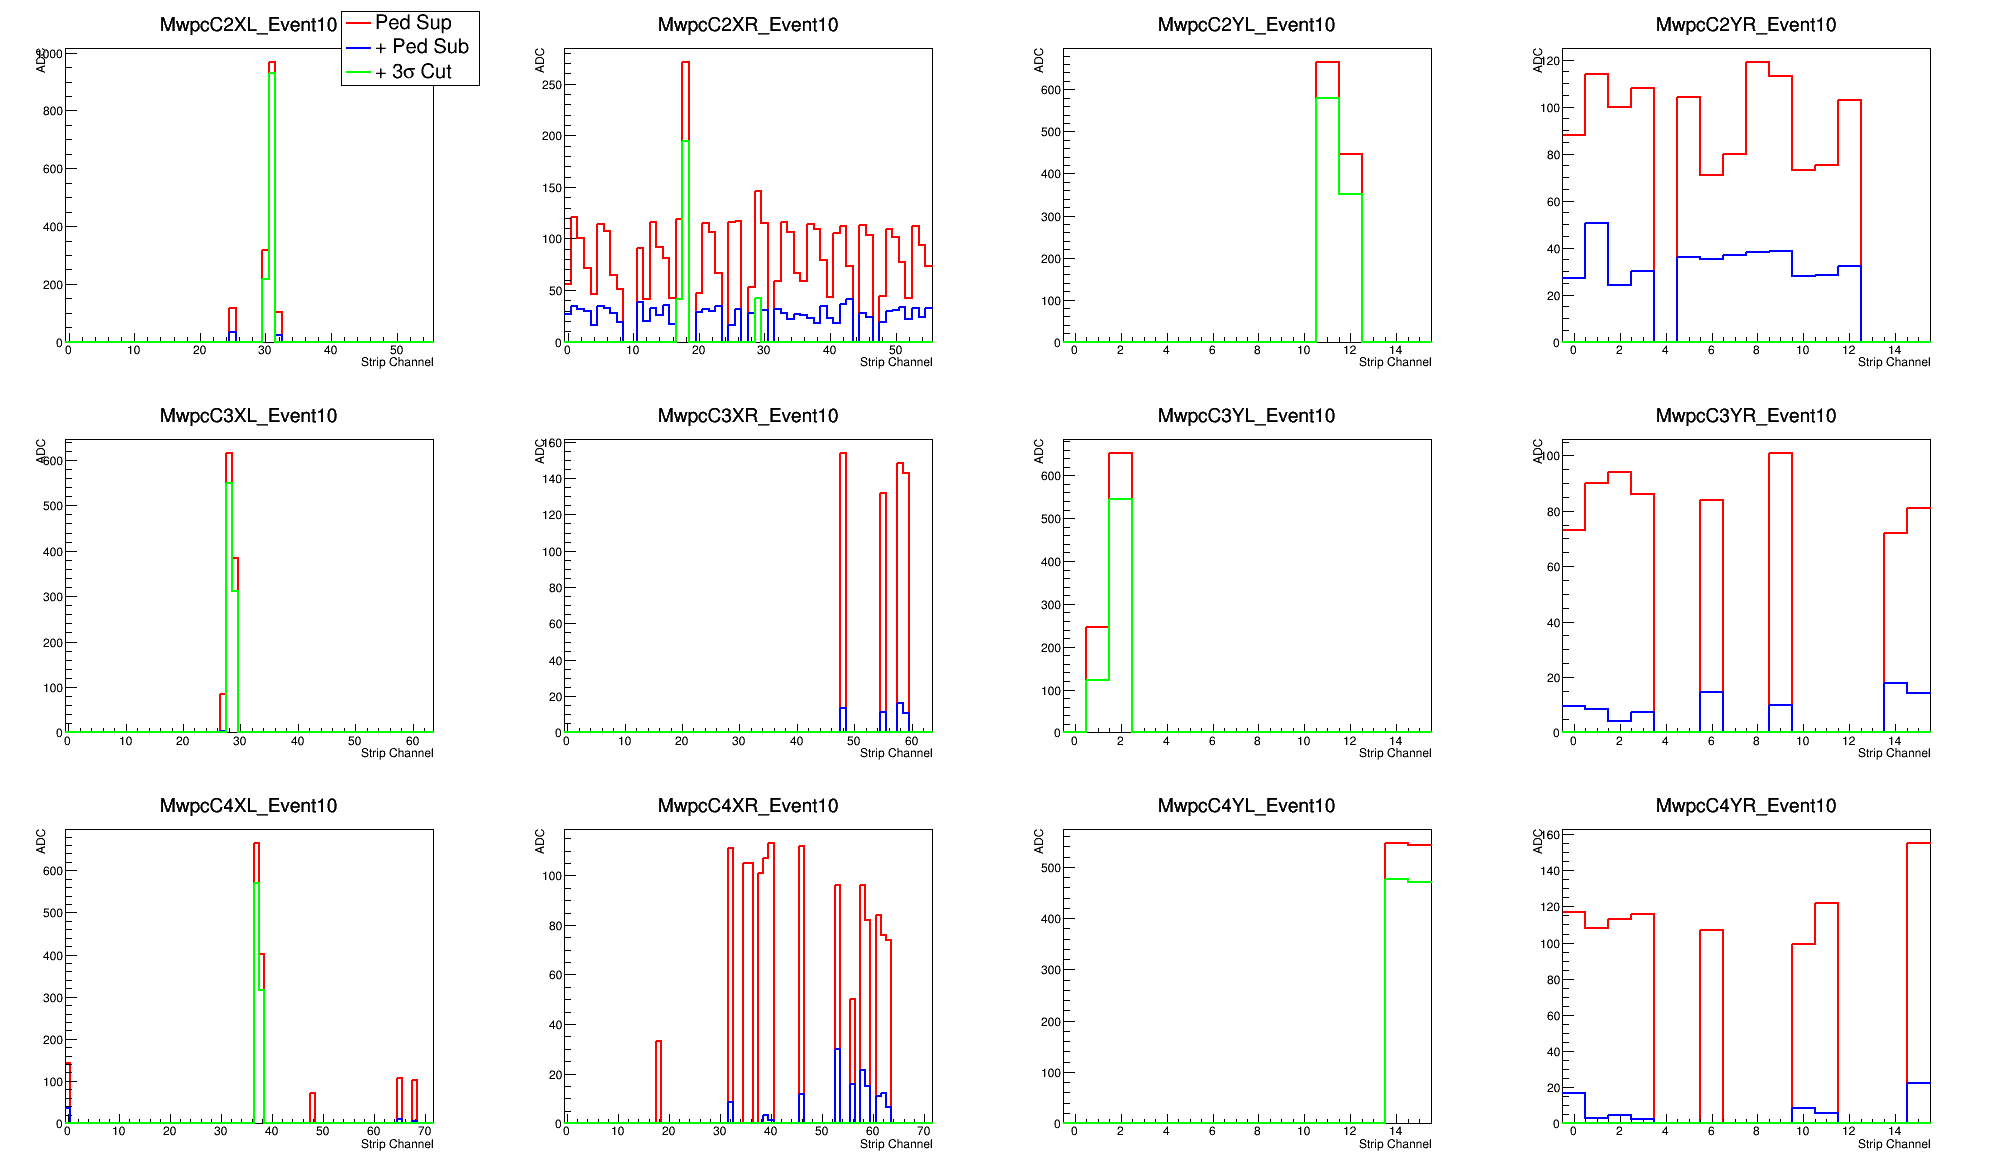 MwpcC2XL_Event10
Ped Sup
+ Ped Sub
+ 3σ Cut
ADC
1000
800
600
400
200
0
0 10 20 30 40 50
Strip Channel
MwpcC2XR_Event10
ADC
250
200
150
100
50
0
0 10 20 30 40 50
Strip Channel
MwpcC2YL_Event10
ADC
600
500
400
300
200
100
0
0 2 4 6 8 10 12 14
Strip Channel
MwpcC2YR_Event10
ADC
120
100
80
60
40
20
0
0 2 4 6 8 10 12 14
Strip Channel
MwpcC3XL_Event10
ADC
600
500
400
300
200
100
0
0 10 20 30 40 50 60
Strip Channel
MwpcC3XR_Event10
ADC
160
140
120
100
80
60
40
20
0
0 10 20 30 40 50 60
Strip Channel
MwpcC3YL_Event10
ADC
600
500
400
300
200
100
0
0 2 4 6 8 10 12 14
Strip Channel
MwpcC3YR_Event10
ADC
100
80
60
40
20
0
0 2 4 6 8 10 12 14
Strip Channel
MwpcC4XL_Event10
ADC
600
500
400
300
200
100
0
0 10 20 30 40 50 60 70
Strip Channel
MwpcC4XR_Event10
ADC
100
80
60
40
20
0
0 10 20 30 40 50 60 70
Strip Channel
MwpcC4YL_Event10
ADC
500
400
300
200
100
0
0 2 4 6 8 10 12 14
Strip Channel
MwpcC4YR_Event10
ADC
160
140
120
100
80
60
40
20
0
0 2 4 6 8 10 12 14
Strip Channel